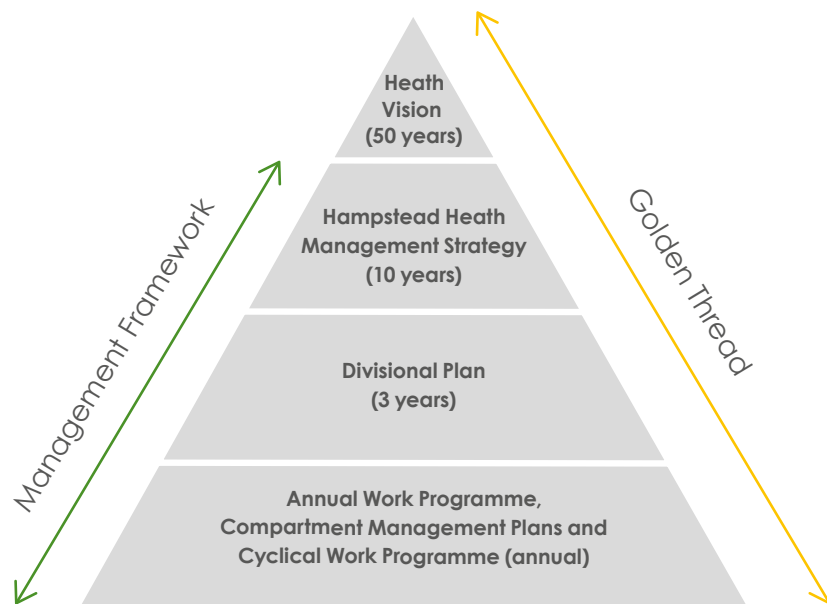 Heath
Vision
(50 years)
Hampstead Heath
Management Strategy
(10 years)
Divisional Plan
(3 years)
Annual Work Programme,
Compartment Management Plans and
Cyclical Work Programme (annual)
Management Framework
Golden Thread